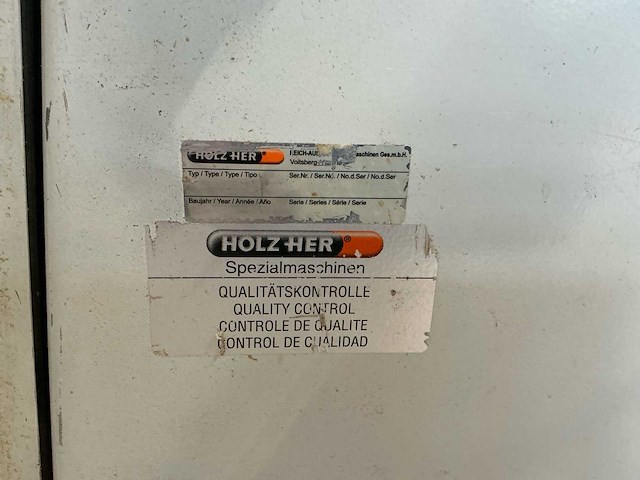 HOLZ-HER
Voitsberg
Typ / Type / Type / Tipo
Ser.Nr. / Ser.No. / No.d.Ser / No.d.Ser
Baujahr / Year / Année / Año
Serie / Series / Série / Serie
HOLZ-HER®
Spezialmaschinen
QUALITÄTSKONTROLLE
QUALITY CONTROL
CONTROLE DE QUALITE
CONTROL DE CUALIDAD